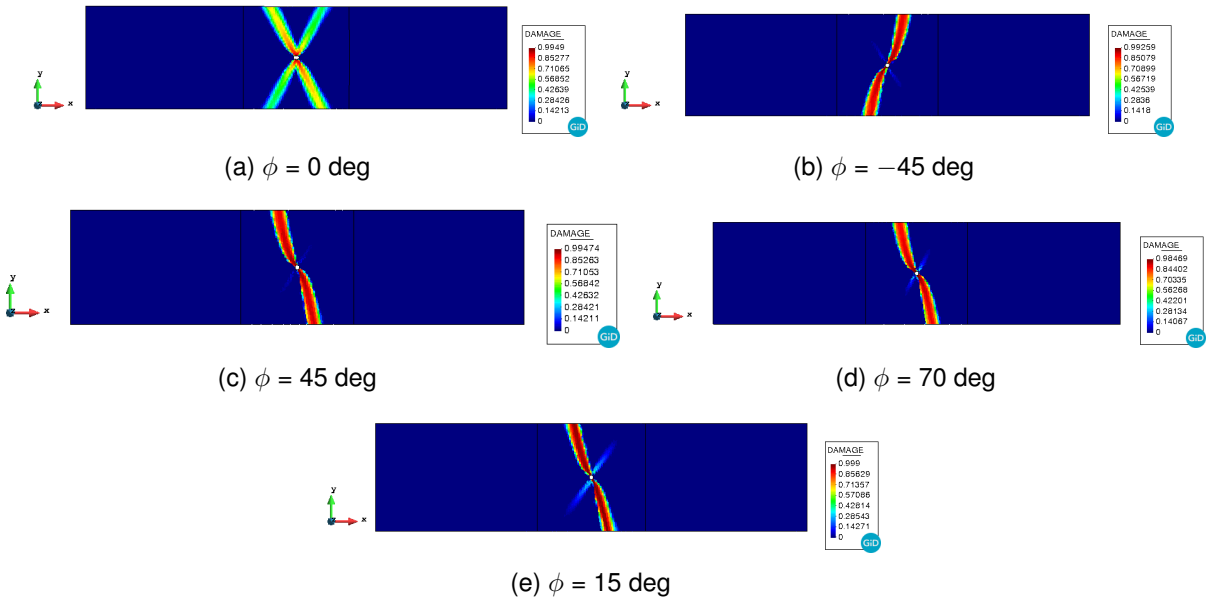 DAMAGE
0.9949
0.85277
0.71065
0.56852
0.42639
0.28426
0.14213
0
GiD
y
z
x
(a) ϕ = 0 deg
DAMAGE
0.99259
0.85079
0.70899
0.56719
0.42539
0.2836
0.1418
0
GiD
y
z
x
(b) ϕ = −45 deg
DAMAGE
0.99474
0.85263
0.71053
0.56842
0.42632
0.28421
0.14211
0
GiD
y
z
x
(c) ϕ = 45 deg
DAMAGE
0.98469
0.84402
0.70335
0.56268
0.42201
0.28134
0.14067
0
GiD
y
z
x
(d) ϕ = 70 deg
DAMAGE
0.999
0.85629
0.71357
0.57086
0.42814
0.28543
0.14271
0
GiD
y
z
x
(e) ϕ = 15 deg